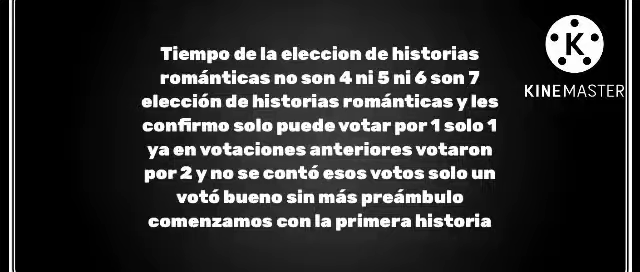 Tiempo de la eleccion de historias
románticas no son 4 ni 5 ni 6 son 7
elección de historias románticas y les
confirmo solo puede votar por 1 solo 1
ya en votaciones anteriores votaron
por 2 y no se contó esos votos solo un
votó bueno sin más preámbulo
comenzamos con la primera historia
K
KINEMASTER